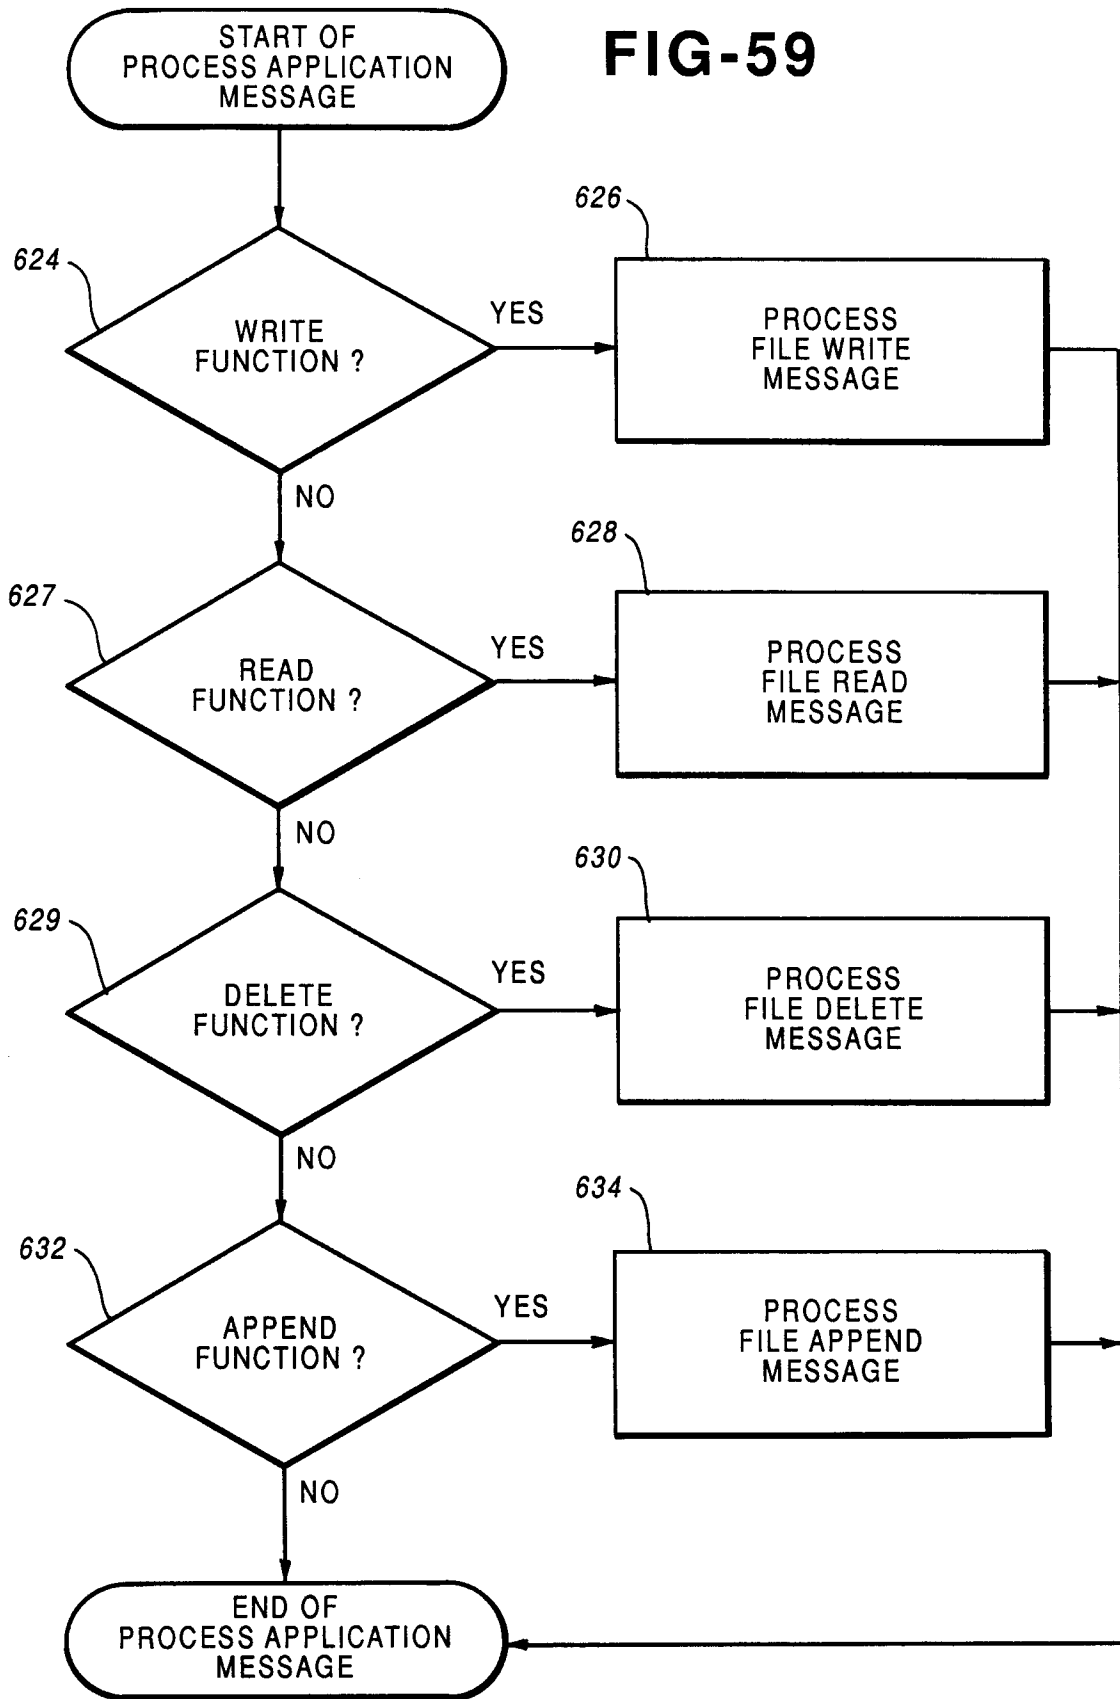 START OF
PROCESS APPLICATION
MESSAGE
FIG-59
624
WRITE
FUNCTION ?
YES
NO
626
PROCESS
FILE WRITE
MESSAGE
627
READ
FUNCTION ?
YES
NO
628
PROCESS
FILE READ
MESSAGE
629
DELETE
FUNCTION ?
YES
NO
630
PROCESS
FILE DELETE
MESSAGE
632
APPEND
FUNCTION ?
YES
NO
634
PROCESS
FILE APPEND
MESSAGE
END OF
PROCESS APPLICATION
MESSAGE